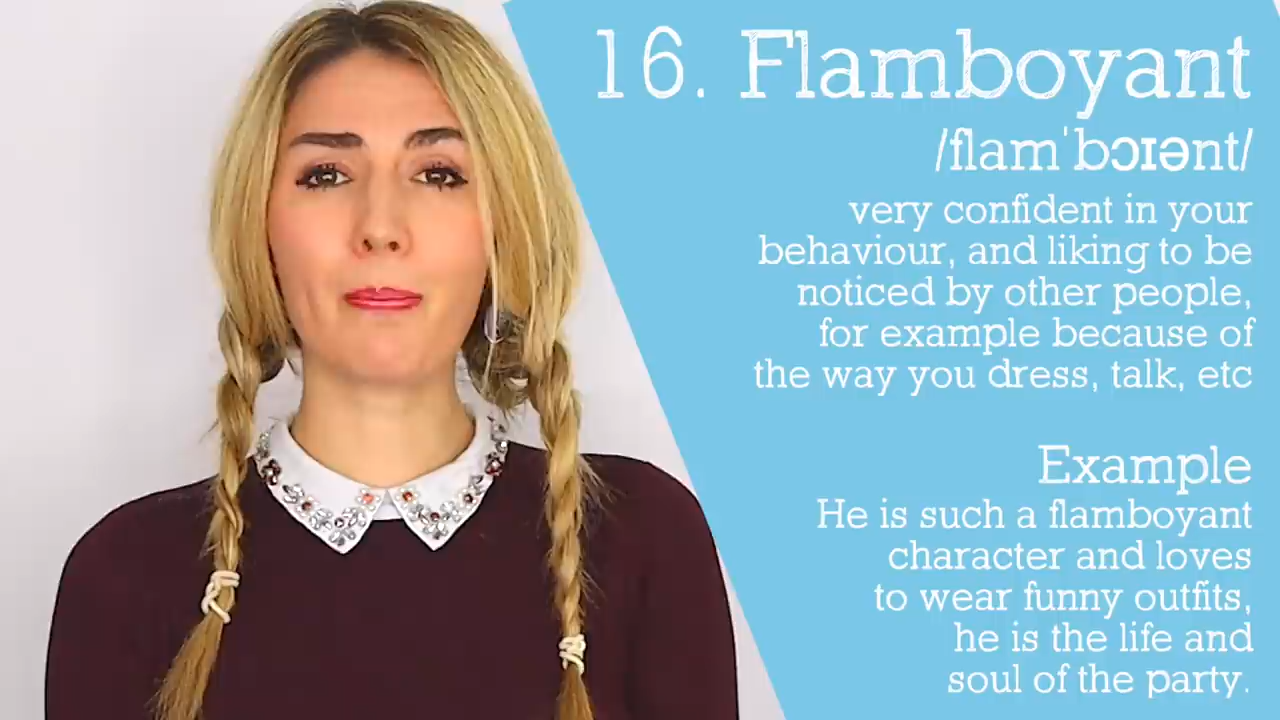 16. Flamboyant
/flamˈbɔɪənt/
very confident in your
behaviour, and liking to be
noticed by other people,
for example because of
the way you dress, talk, etc
Example
He is such a flamboyant
character and loves
to wear funny outfits,
he is the life and
soul of the party.